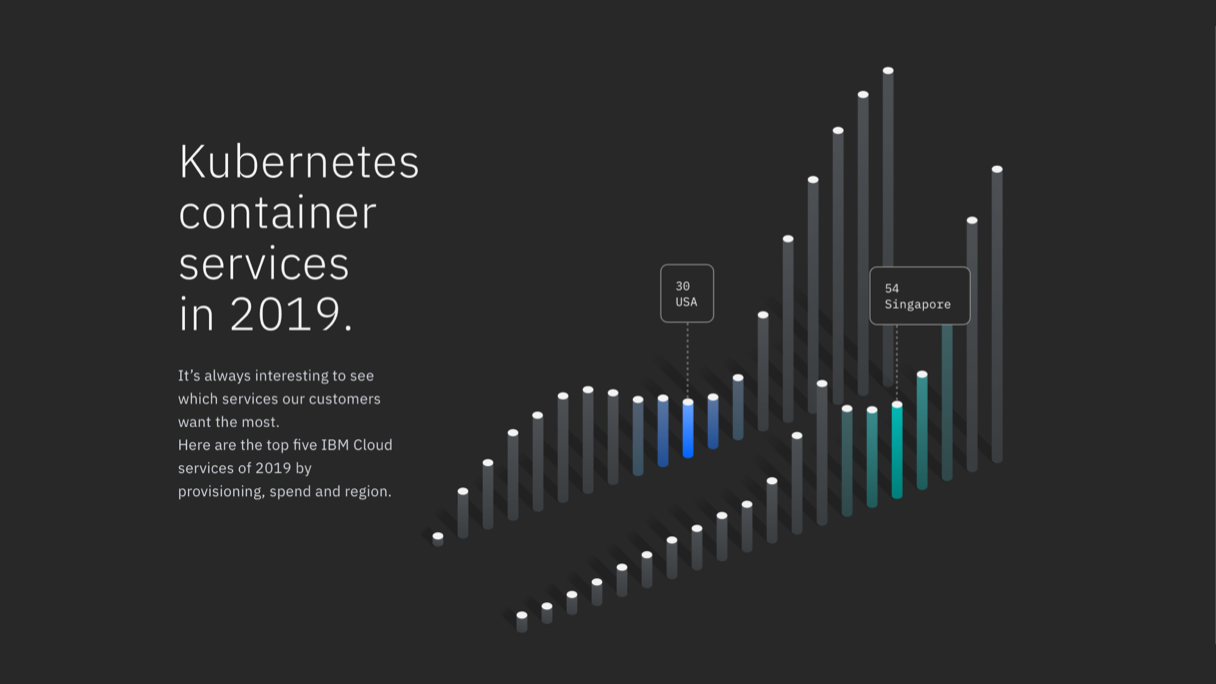 Kubernetes
container
services
in 2019.
It’s always interesting to see
which services our customers
want the most.
Here are the top five IBM Cloud
services of 2019 by
provisioning, spend and region.
30
USA
54
Singapore